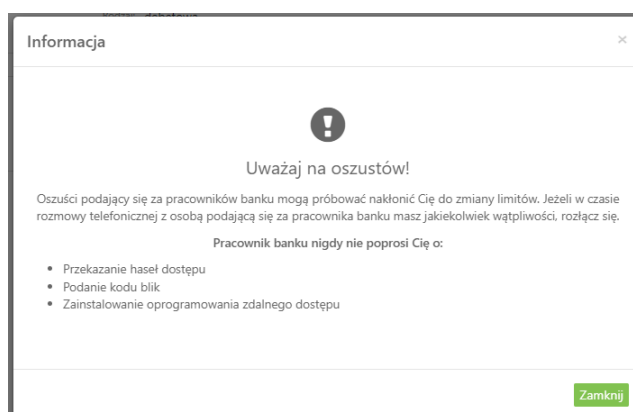 Rodzaj debetowa
Informacja
×
Uważaj na oszustów!
Oszuści podający się za pracowników banku mogą próbować nakłonić Cię do zmiany limitów. Jeżeli w czasie
rozmowy telefonicznej z osobą podającą się za pracownika banku masz jakiekolwiek wątpliwości, rozłącz się.
Pracownik banku nigdy nie poprosi Cię o:
• Przekazanie haseł dostępu
• Podanie kodu blik
• Zainstalowanie oprogramowania zdalnego dostępu
Zamknij